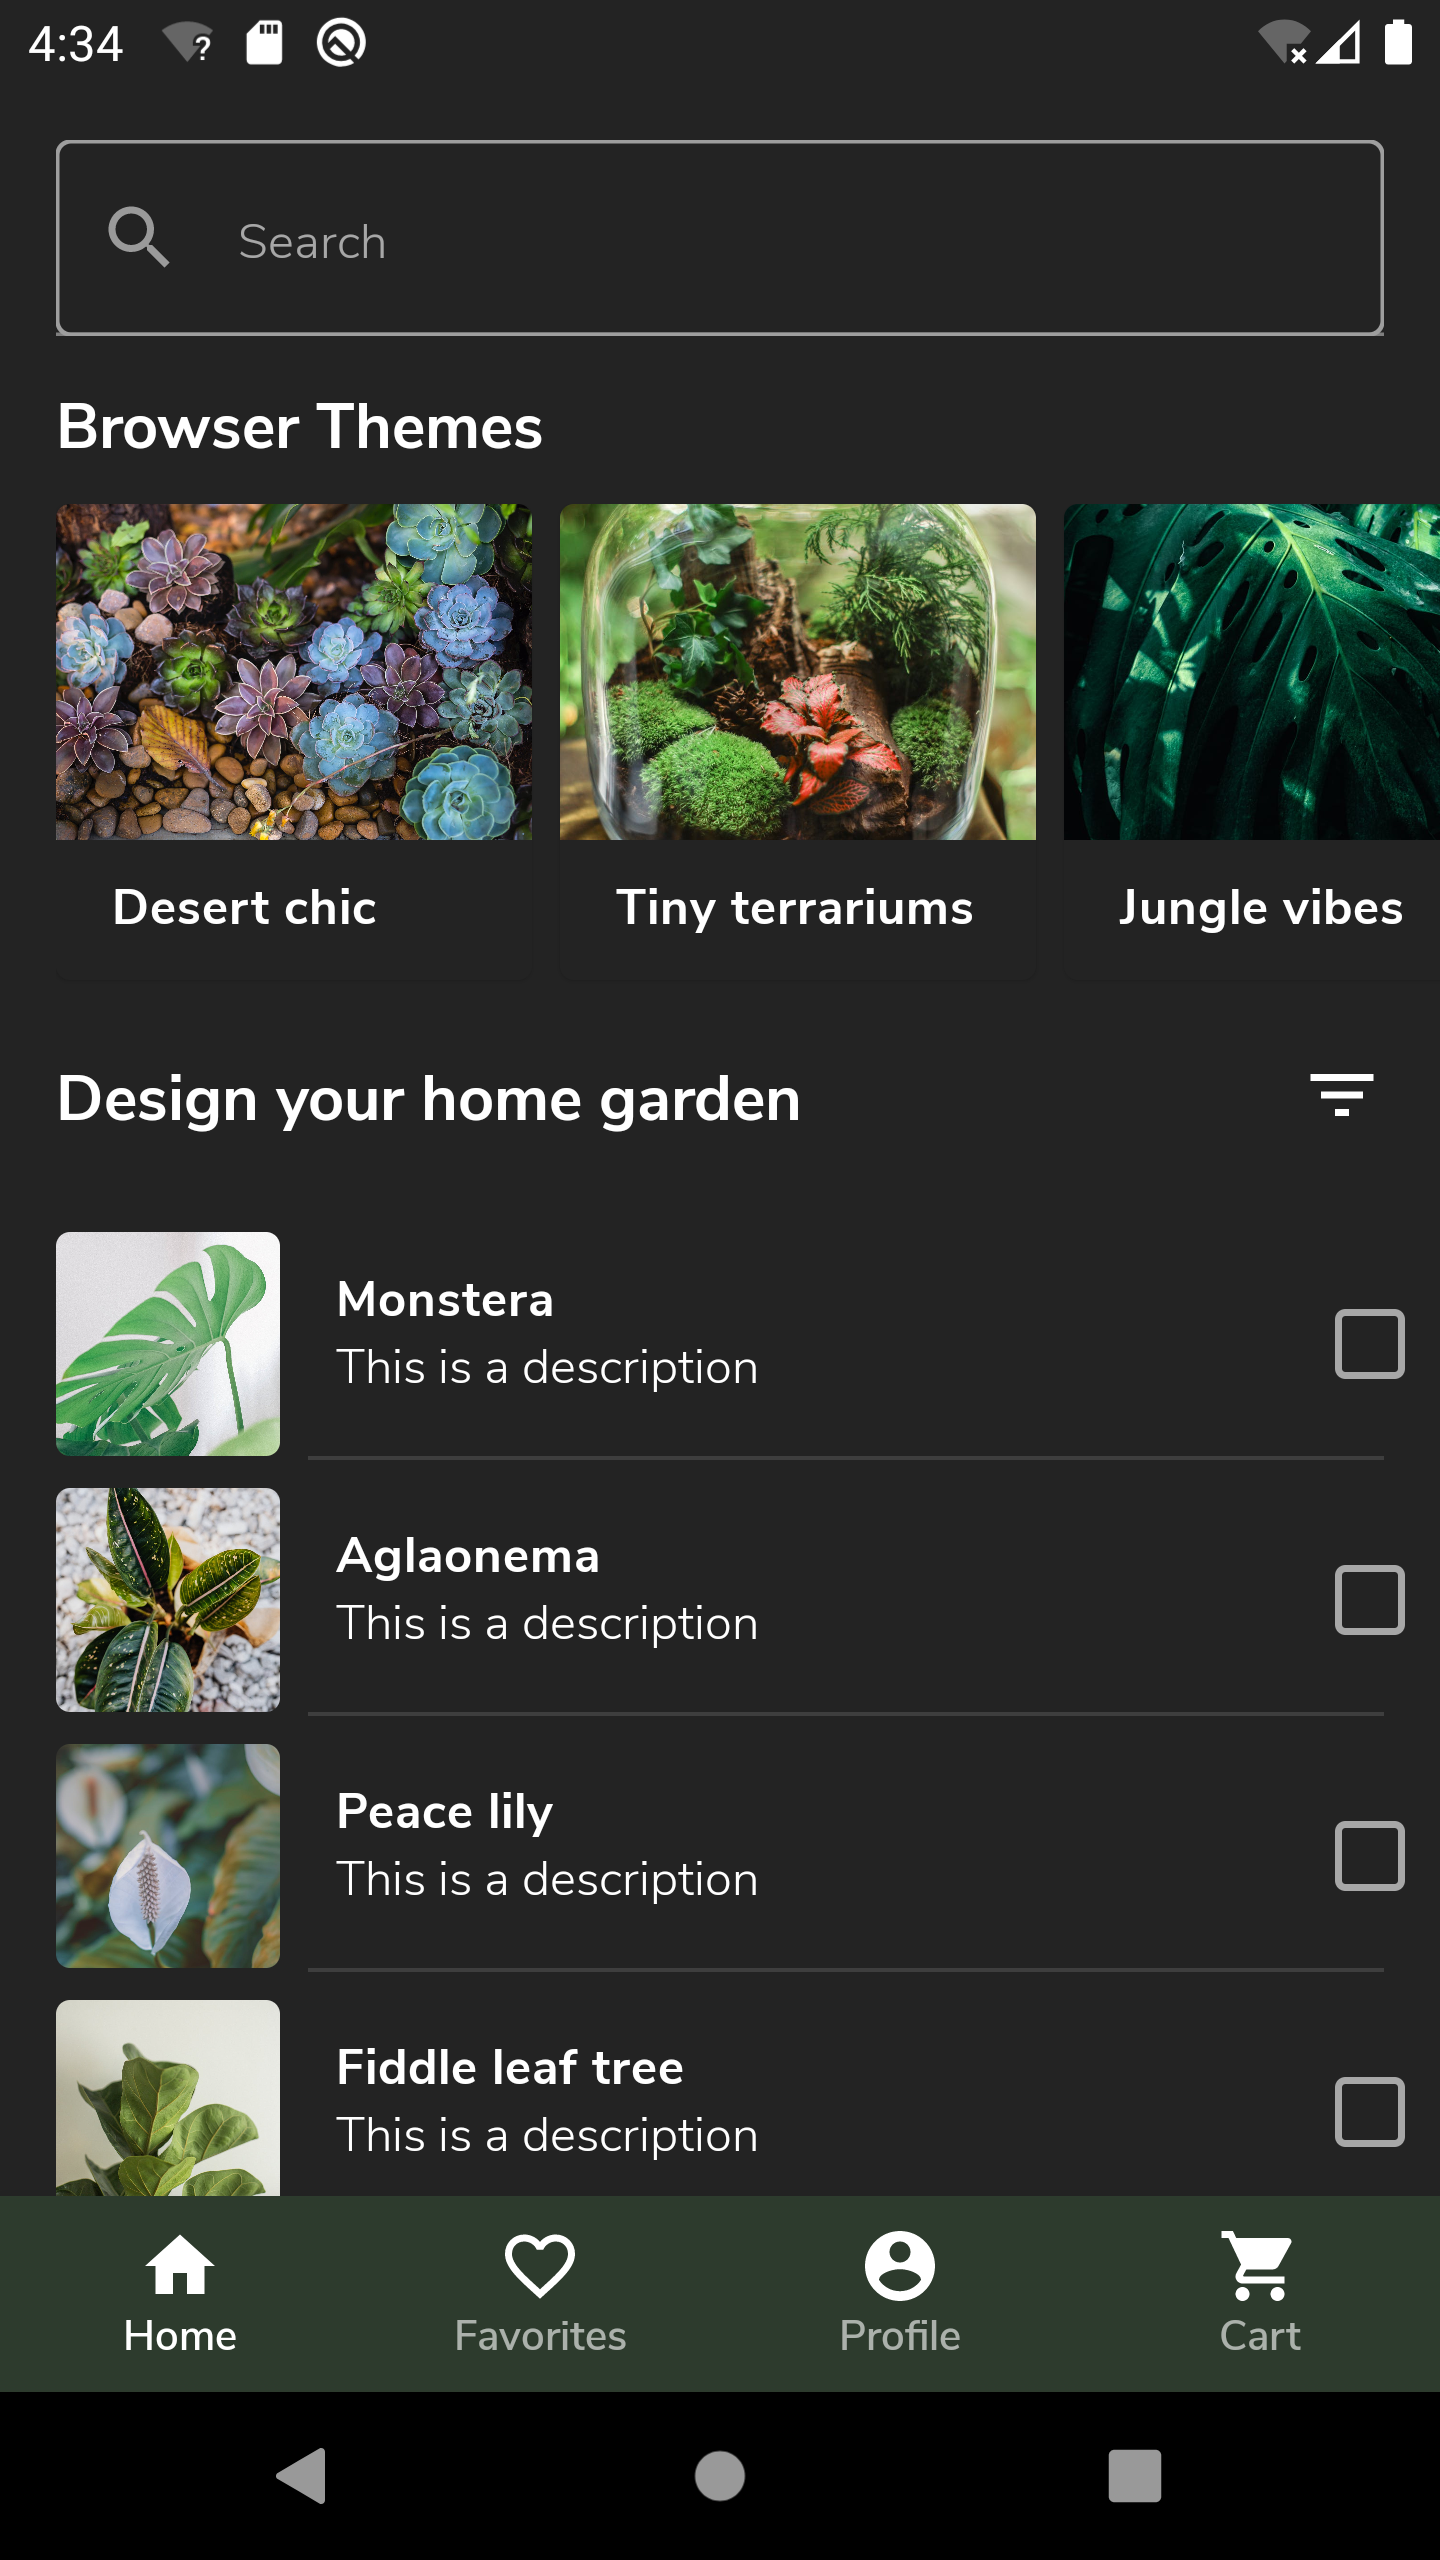 4:34
Search
Browser Themes
Desert chic
Tiny terrariums
Jungle vibes
Design your home garden
Monstera
This is a description
Aglaonema
This is a description
Peace lily
This is a description
Fiddle leaf tree
This is a description
Home
Favorites
Profile
Cart